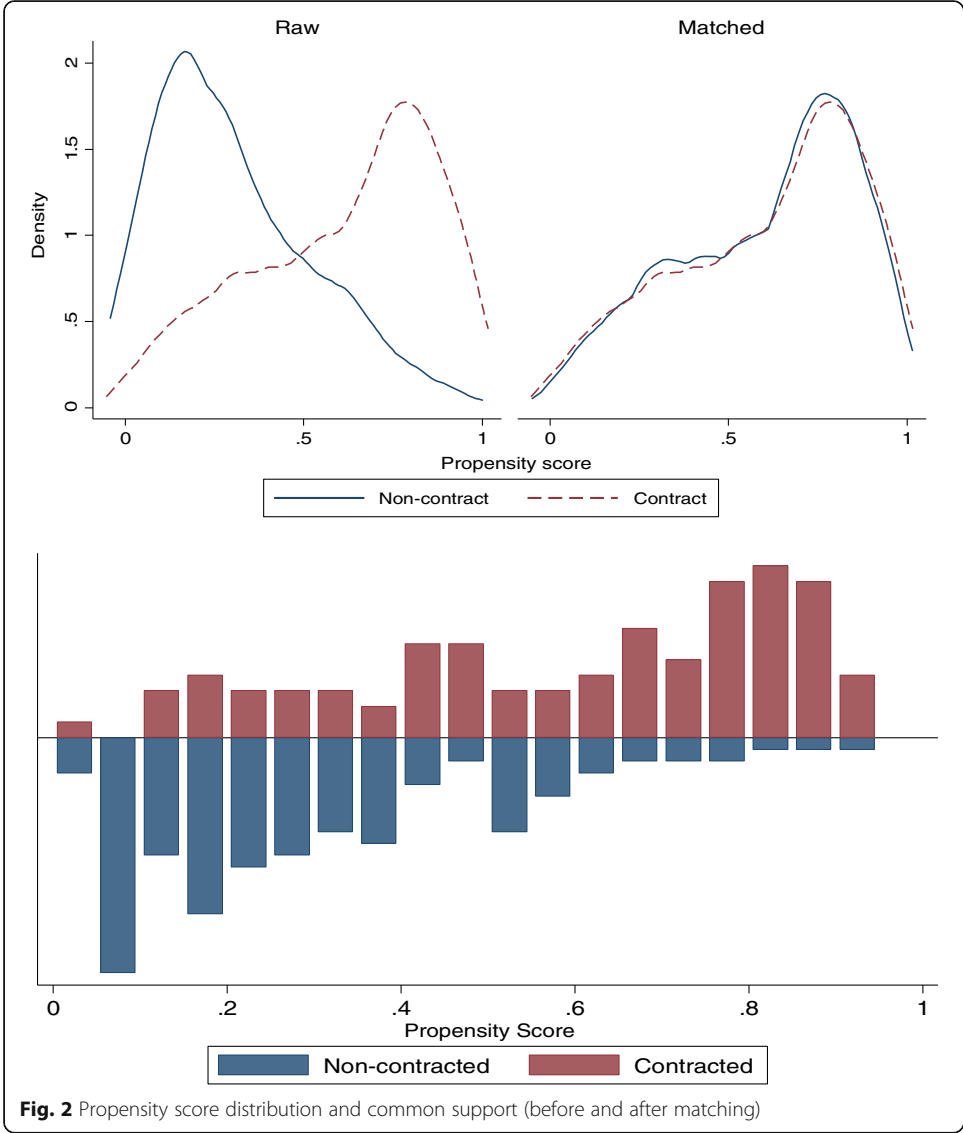 Raw
Matched
Density
2
1.5
1
.5
0
0 .5 1
0 .5 1
Propensity score
Non-contract Contract
0 .2 .4 .6 .8 1
Propensity Score
Non-contracted Contracted
Fig. 2 Propensity score distribution and common support (before and after matching)